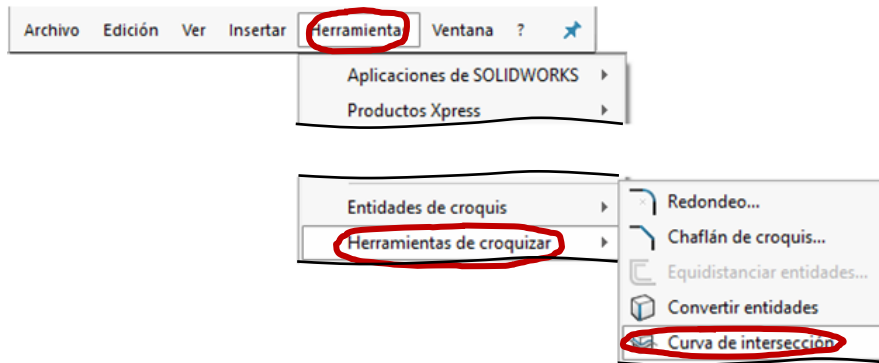 Archivo Edición Ver Insertar Herramientas Ventana ?
Aplicaciones de SOLIDWORKS
Productos Xpress
Entidades de croquis
Herramientas de croquizar
Redondeo...
Chaflán de croquis...
Equidistanciar entidades...
Convertir entidades
Curva de intersección